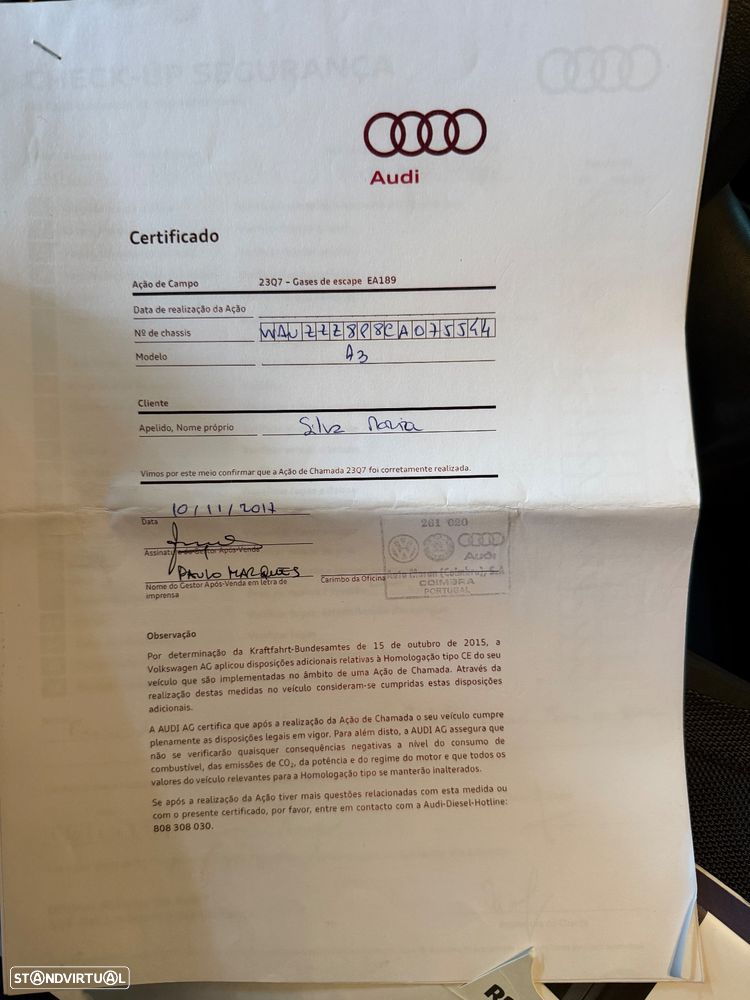 CHECK-UP SEGURANÇA
Audi
Certificado
Ação de Campo 23Q7 – Gases de escape EA189
Data de realização da Ação
Nº de chassis WAUZZZ8P8CA075544
Modelo A3
Cliente
Apelido, Nome próprio Silva Maria
Vimos por este meio confirmar que a Ação de Chamada 23Q7 foi corretamente realizada.
10/11/2017
Data
Assinatura do Gestor Após-Venda
PAULO MARQUES
Nome do Gestor Após-Venda em letra de
imprensa
Carimbo da Oficina
261 020
Audi
(Coimbra), S.A
COIMBRA
PORTUGAL
Observação
Por determinação da Kraftfahrt-Bundesamtes de 15 de outubro de 2015, a
Volkswagen AG aplicou disposições adicionais relativas à Homologação tipo CE do seu
veículo que são implementadas no âmbito de uma Ação de Chamada. Através da
realização destas medidas no veículo consideram-se cumpridas estas disposições
adicionais.
A AUDI AG certifica que após a realização da Ação de Chamada o seu veículo cumpre
plenamente as disposições legais em vigor. Para além disto, a AUDI AG assegura que
não se verificarão quaisquer consequências negativas a nível do consumo de
combustível, das emissões de CO₂, da potência e do regime do motor e que todos os
valores do veículo relevantes para a Homologação tipo se manterão inalterados.
Se após a realização da Ação tiver mais questões relacionadas com esta medida ou
com o presente certificado, por favor, entre em contacto com a Audi-Diesel-Hotline:
808 308 030.
STANDVIRTUAL